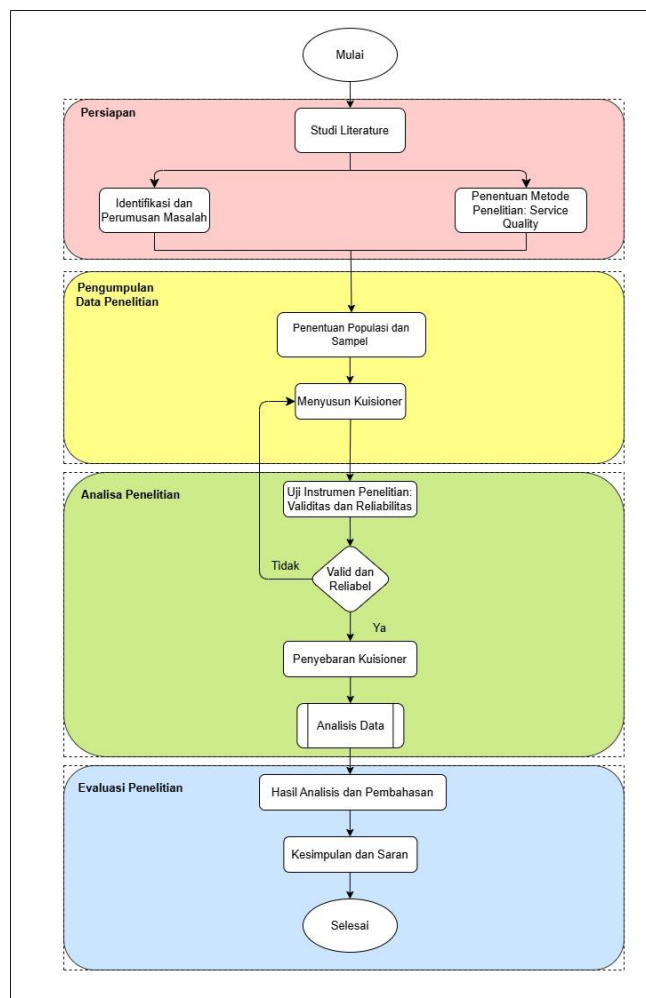 Mulai
Persiapan
Studi Literature
Identifikasi dan
Perumusan Masalah
Penentuan Metode
Penelitian: Service
Quality
Pengumpulan
Data Penelitian
Penentuan Populasi dan
Sampel
Menyusun Kuisioner
Analisa Penelitian
Uji Instrumen Penelitian:
Validitas dan Reliabilitas
Tidak
Valid dan
Reliabel
Ya
Penyebaran Kuisioner
Analisis Data
Evaluasi Penelitian
Hasil Analisis dan Pembahasan
Kesimpulan dan Saran
Selesai